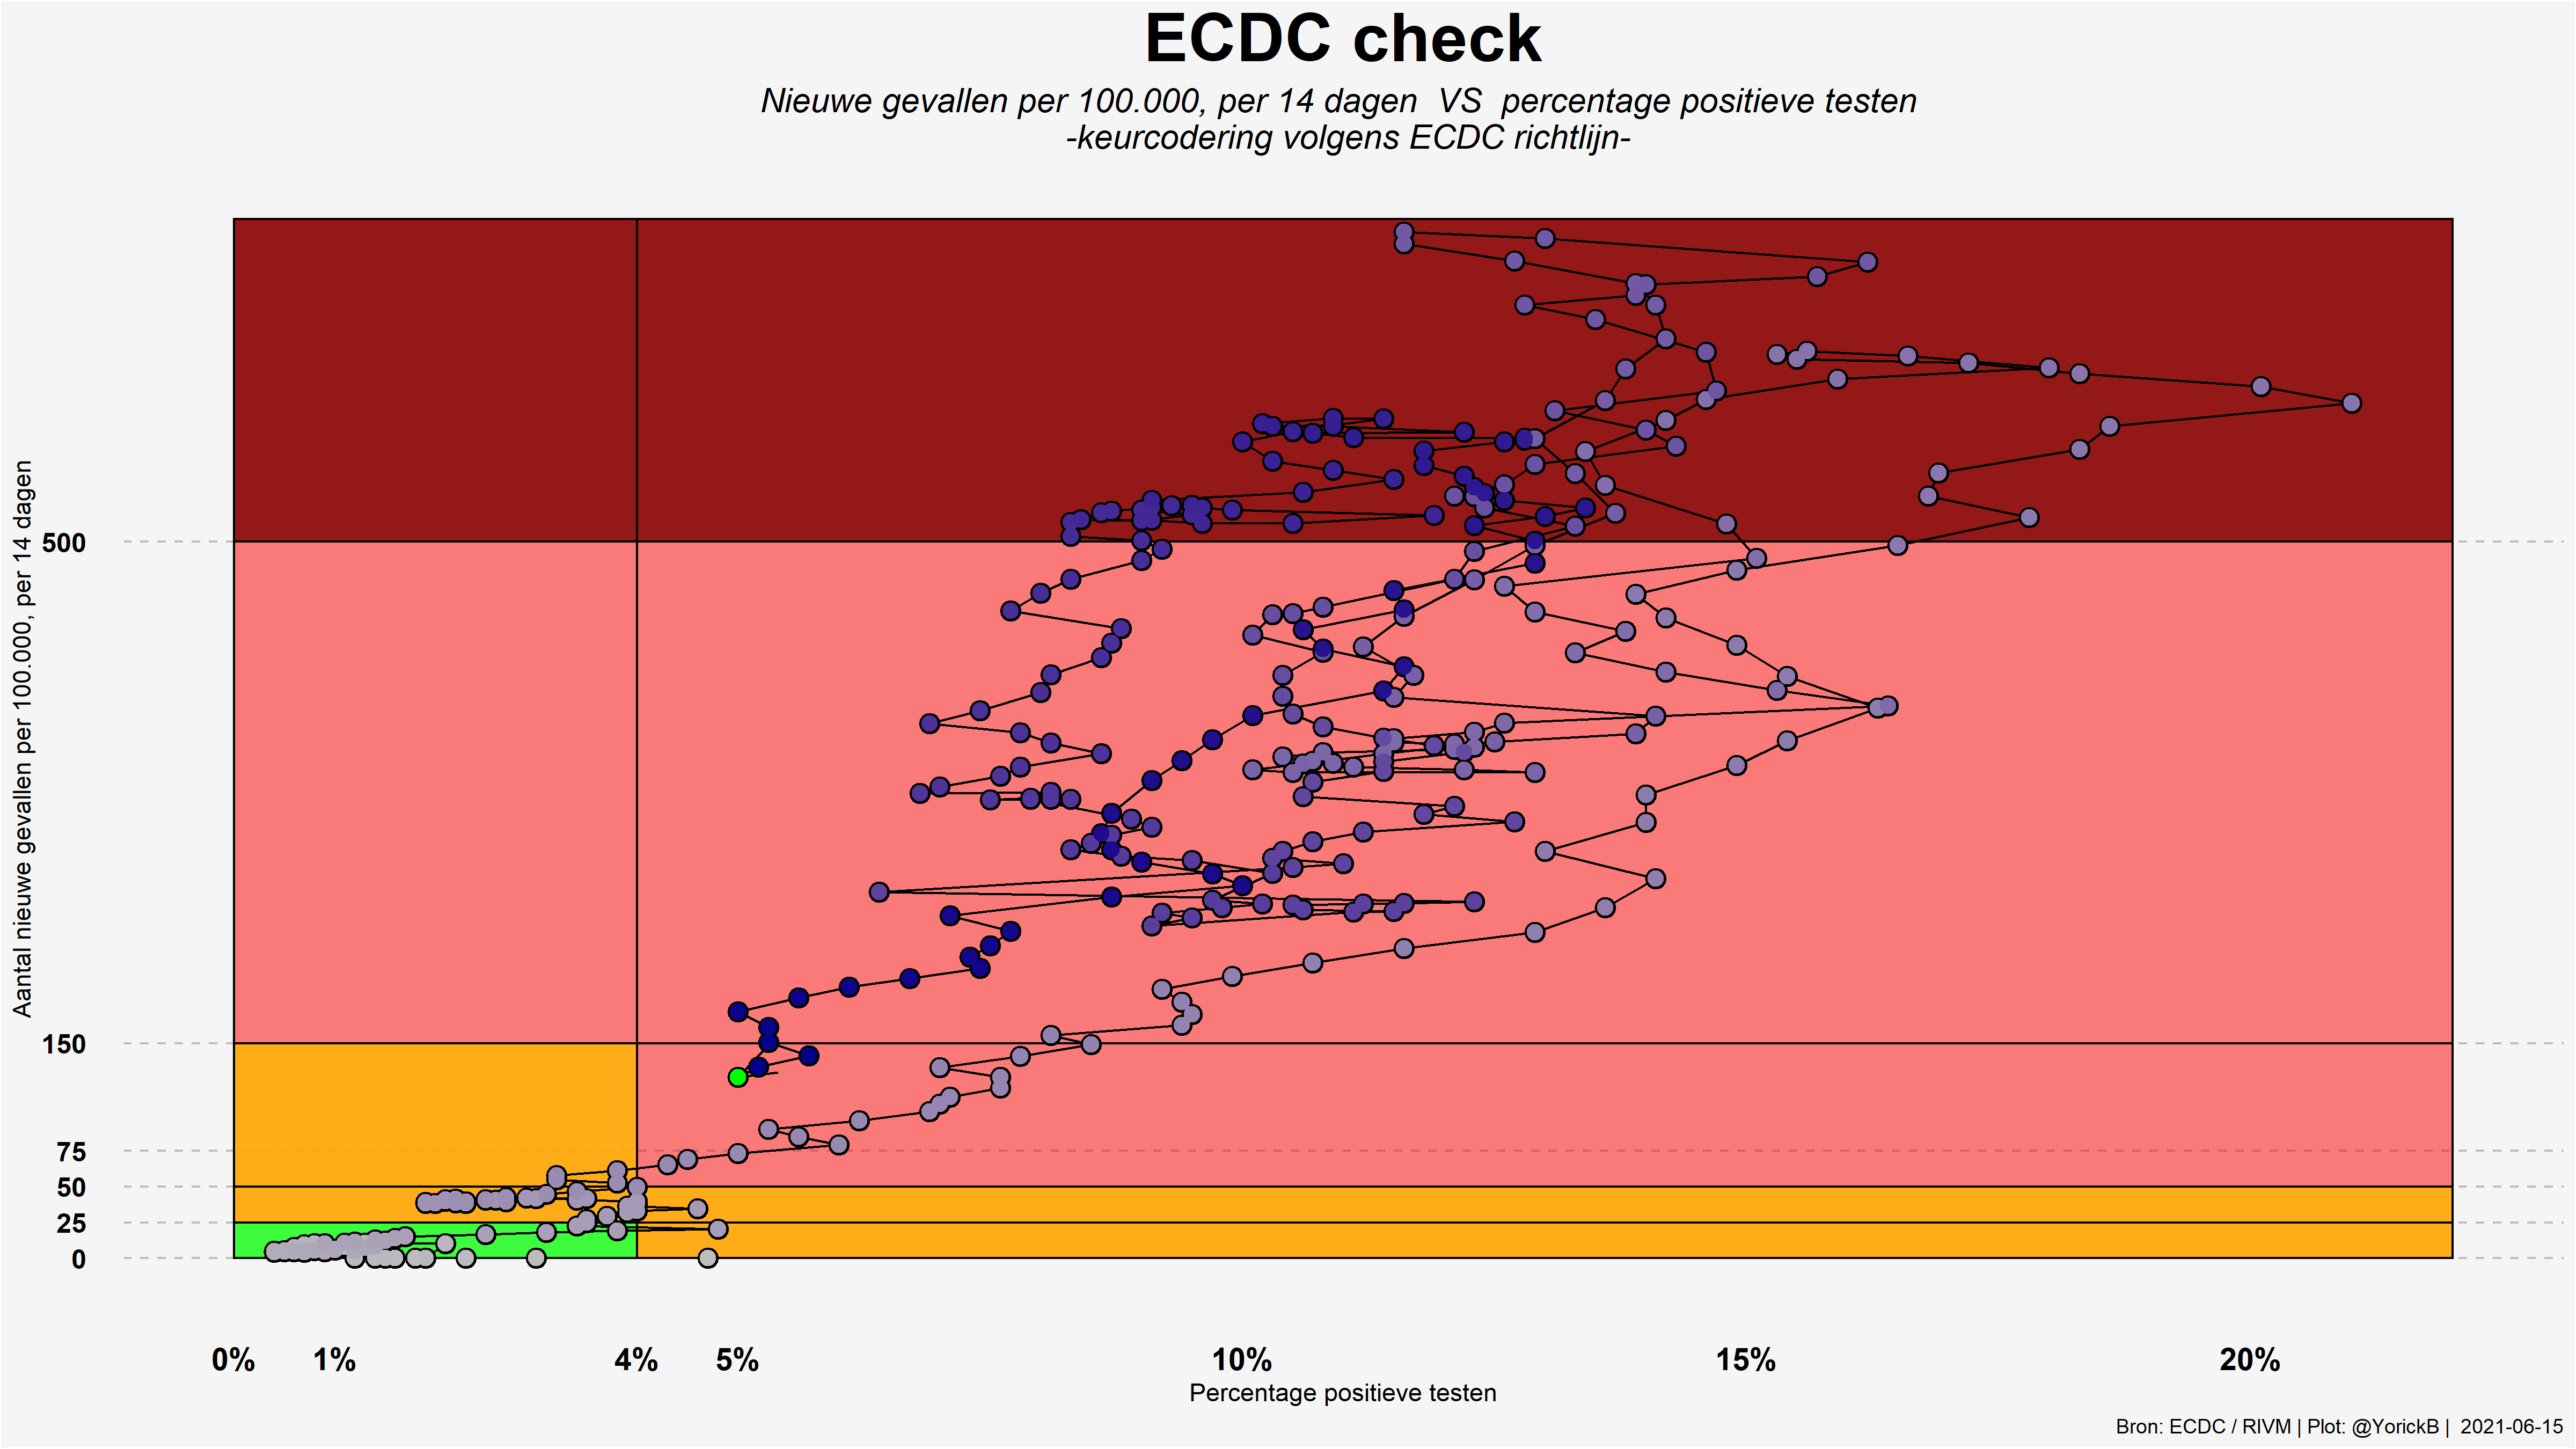 ECDC check
Nieuwe gevallen per 100.000, per 14 dagen  VS  percentage positieve testen
-keurcodering volgens ECDC richtlijn-
Aantal nieuwe gevallen per 100.000, per 14 dagen
500
150
75
50
25
0
0% 1% 4% 5% 10% 15% 20%
Percentage positieve testen
Bron: ECDC / RIVM | Plot: @YorickB |  2021-06-15